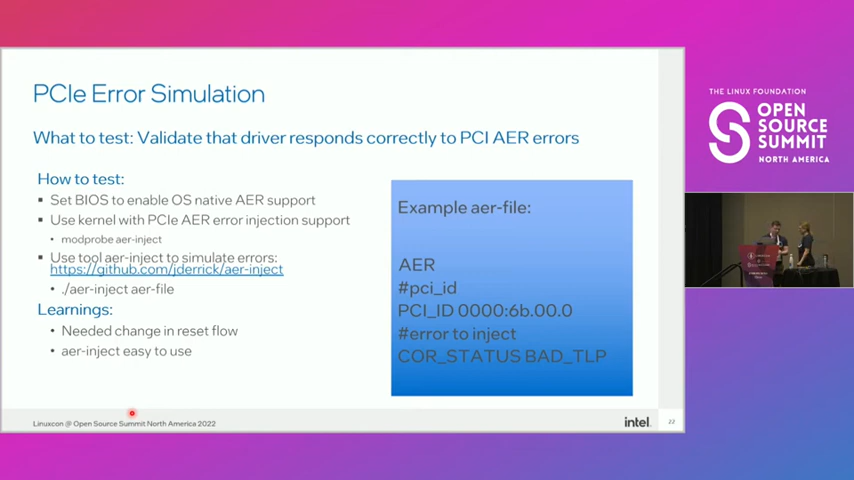 PCIe Error Simulation
What to test: Validate that driver responds correctly to PCI AER errors
How to test:
▪ Set BIOS to enable OS native AER support
▪ Use kernel with PCIe AER error injection support
• modprobe aer-inject
▪ Use tool aer-inject to simulate errors:
https://github.com/jderrick/aer-inject
• ./aer-inject aer-file
Learnings:
• Needed change in reset flow
• aer-inject easy to use
Example aer-file:
AER
#pci_id
PCI_ID 0000:6b.00.0
#error to inject
COR_STATUS BAD_TLP
Linuxcon @ Open Source Summit North America 2022
intel.
22
THE LINUX FOUNDATION
OPEN
SOURCE
SUMMIT
NORTH AMERICA